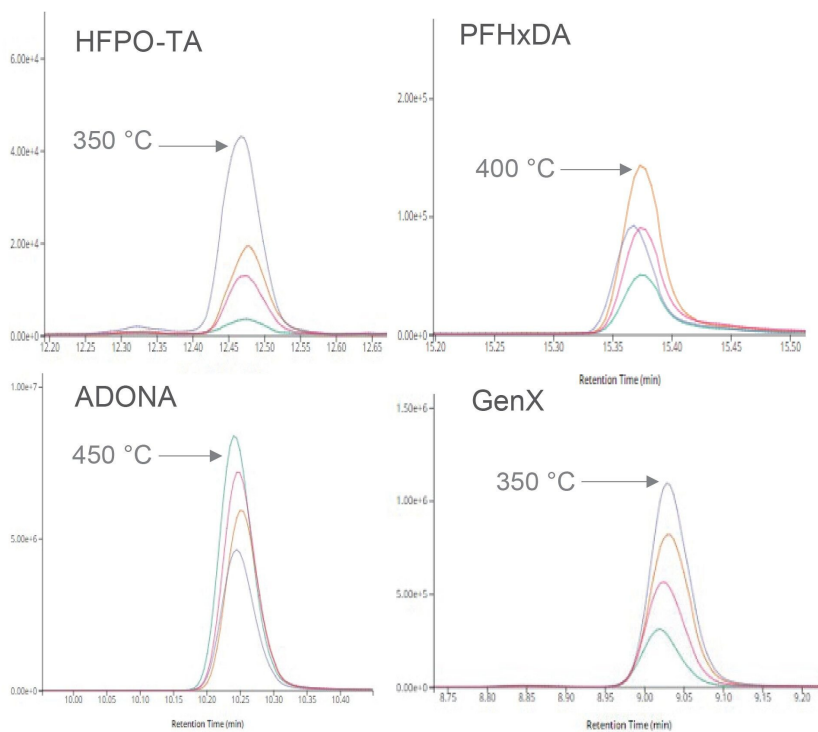 HFPO-TA
6.00e+4
350 °C
4.00e+4
2.00e+4
0.00e+0
12.20 12.25 12.30 12.35 12.40 12.45 12.50 12.55 12.60 12.65
PFHxDA
2.00e+5
400 °C
1.00e+5
0.00e+0
15.20 15.25 15.30 15.35 15.40 15.45 15.50
Retention Time (min)
ADONA
1.00e+7
450 °C
5.00e+6
0.00e+0
10.00 10.05 10.10 10.15 10.20 10.25 10.30 10.35 10.40
Retention Time (min)
GenX
1.50e+6
350 °C
1.00e+6
5.00e+5
0.00e+0
8.75 8.80 8.85 8.90 8.95 9.00 9.05 9.10 9.15 9.20
Retention Time (min)